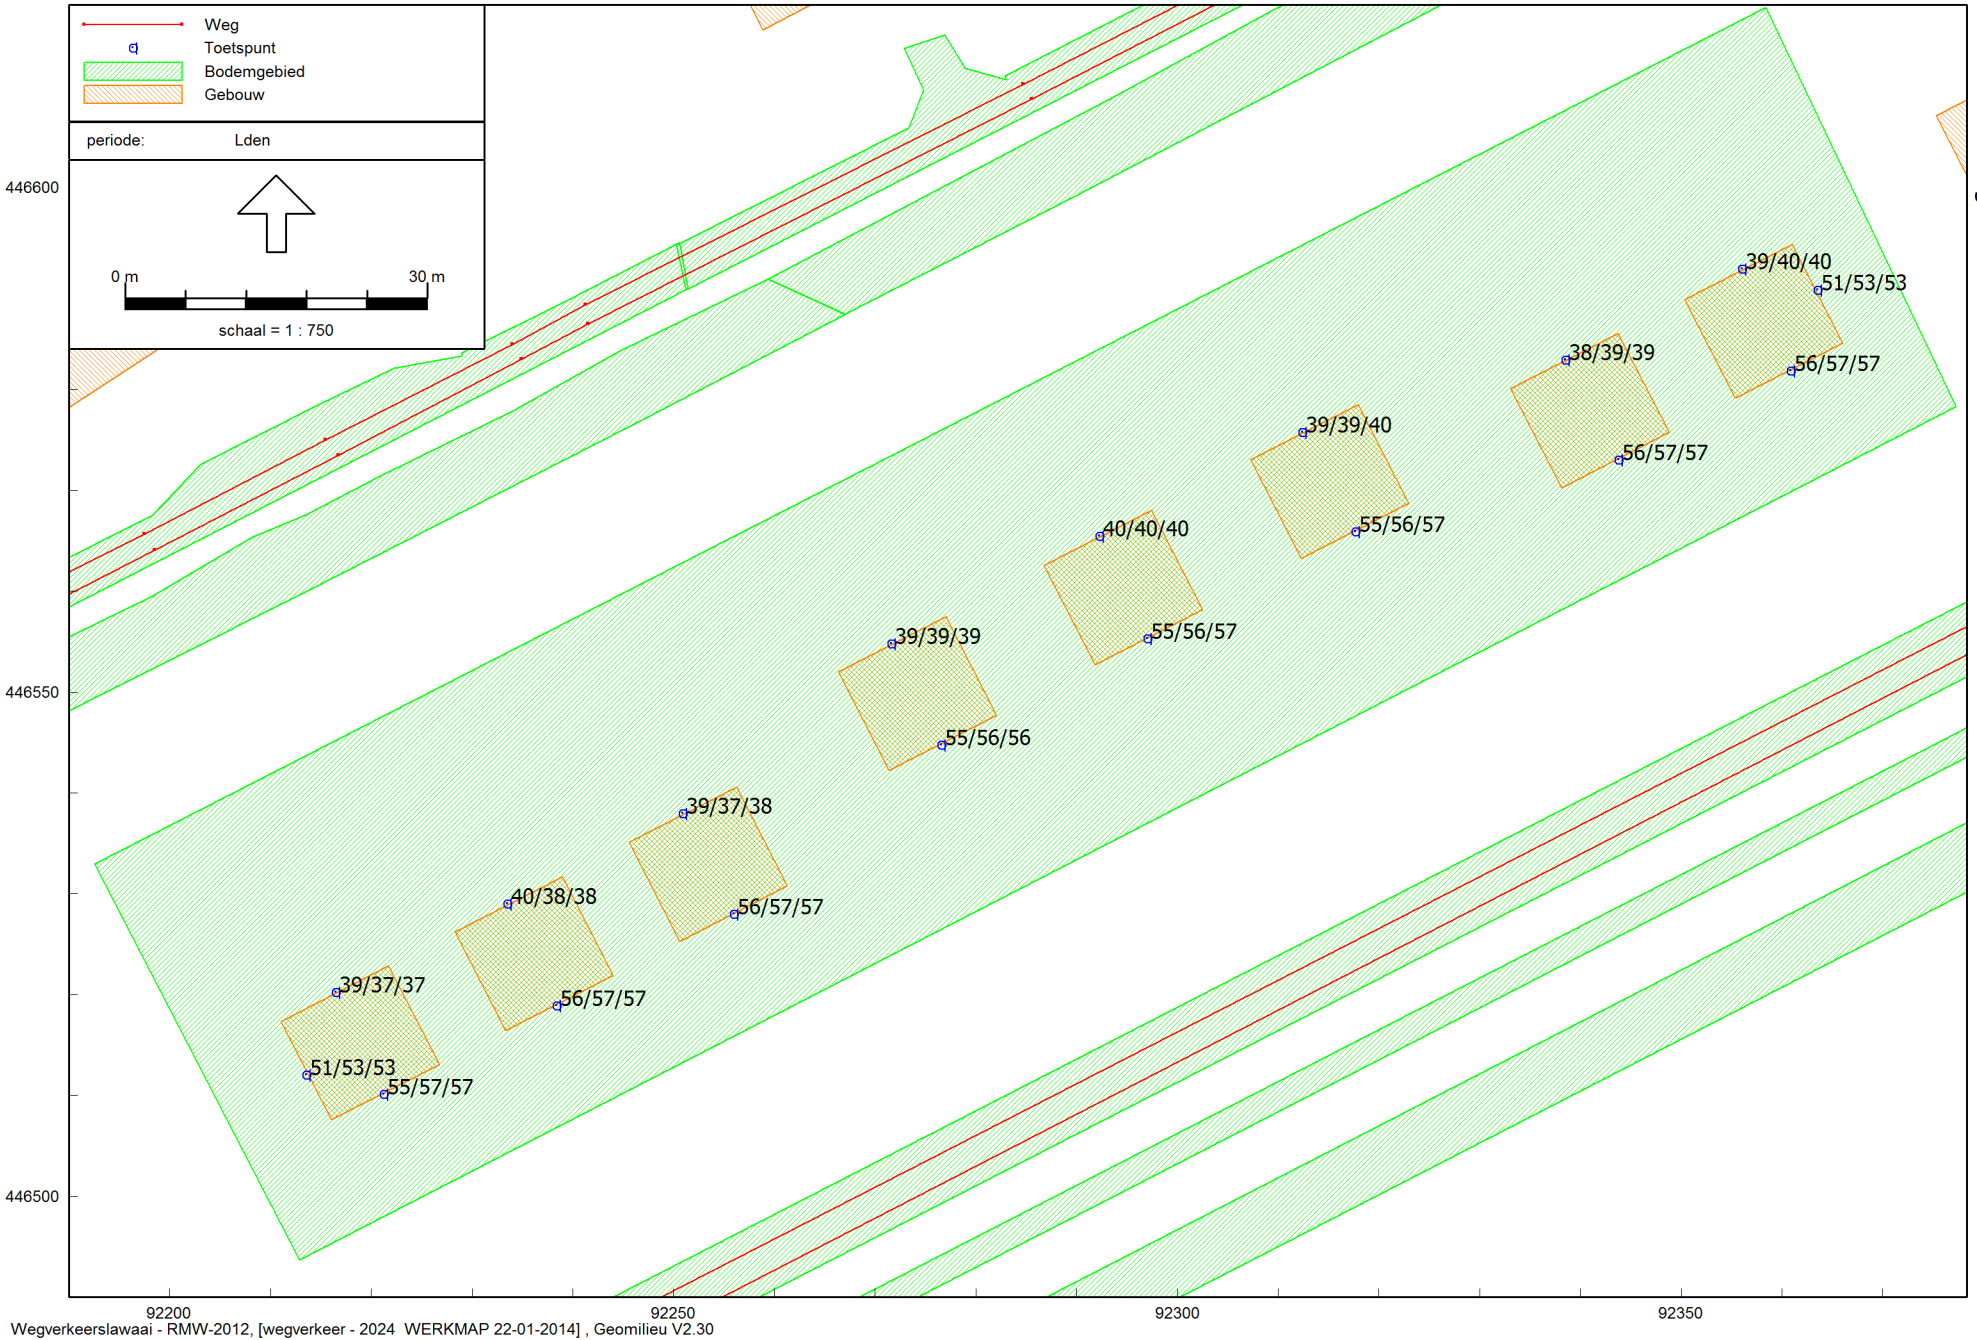 Weg
Toetspunt
Bodemgebied
Gebouw
periode: Lden
0 m 30 m
schaal = 1 : 750
446600
446550
446500
39/40/40
51/53/53
56/57/57
38/39/39
56/57/57
39/39/40
55/56/57
40/40/40
55/56/57
39/39/39
55/56/56
39/37/38
56/57/57
40/38/38
56/57/57
39/37/37
51/53/53
55/57/57
92200 92250 92300 92350
Wegverkeerslawaai - RMW-2012, [wegverkeer - 2024 WERKMAP 22-01-2014] , Geomilieu V2.30